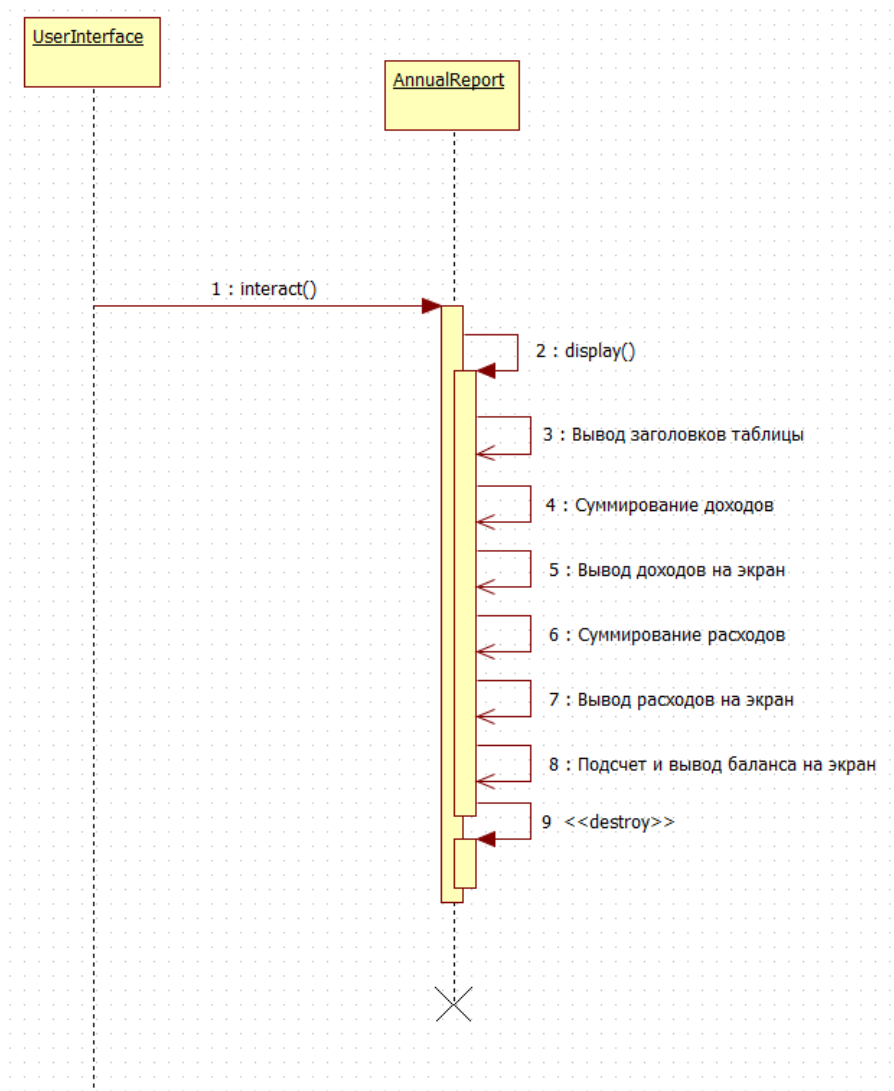 UserInterface
AnnualReport
1 : interact()
2 : display()
3 : Вывод заголовков таблицы
4 : Суммирование доходов
5 : Вывод доходов на экран
6 : Суммирование расходов
7 : Вывод расходов на экран
8 : Подсчет и вывод баланса на экран
9 <<destroy>>